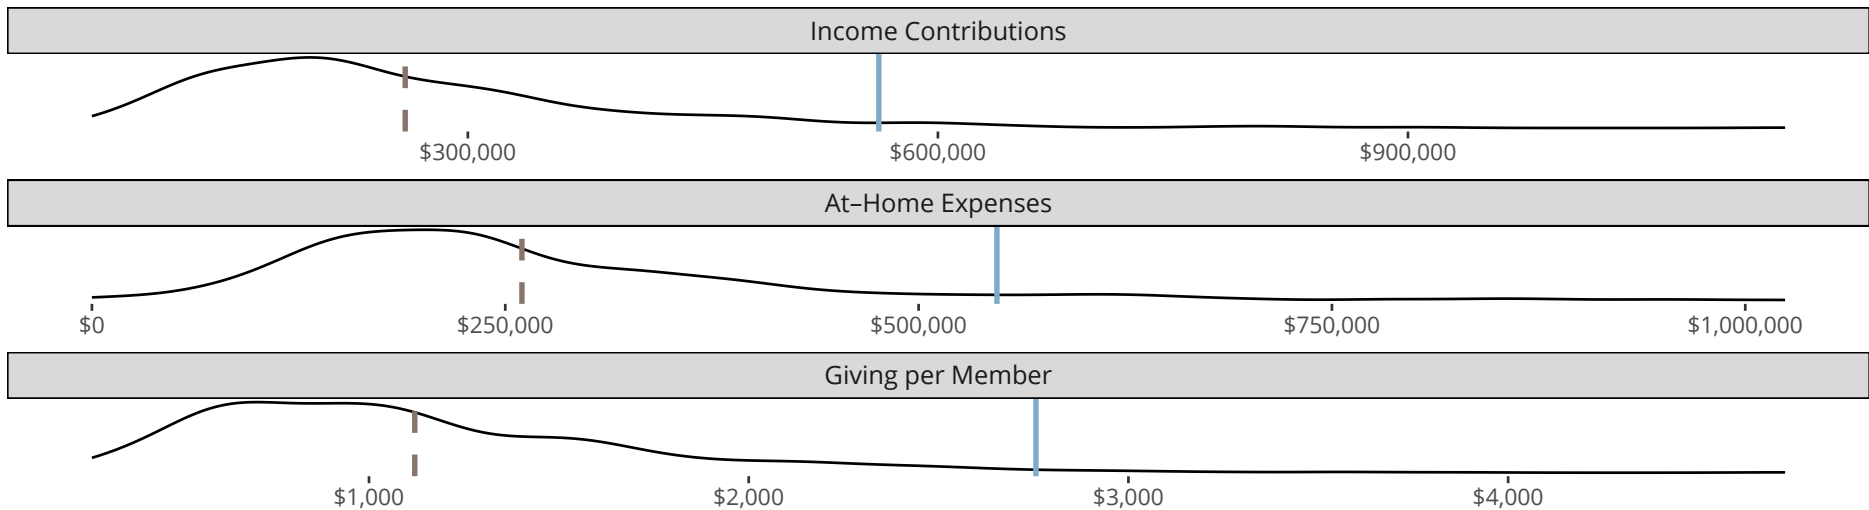 Income Contributions
$300,000 $600,000 $900,000
At–Home Expenses
$0 $250,000 $500,000 $750,000 $1,000,000
Giving per Member
$1,000 $2,000 $3,000 $4,000